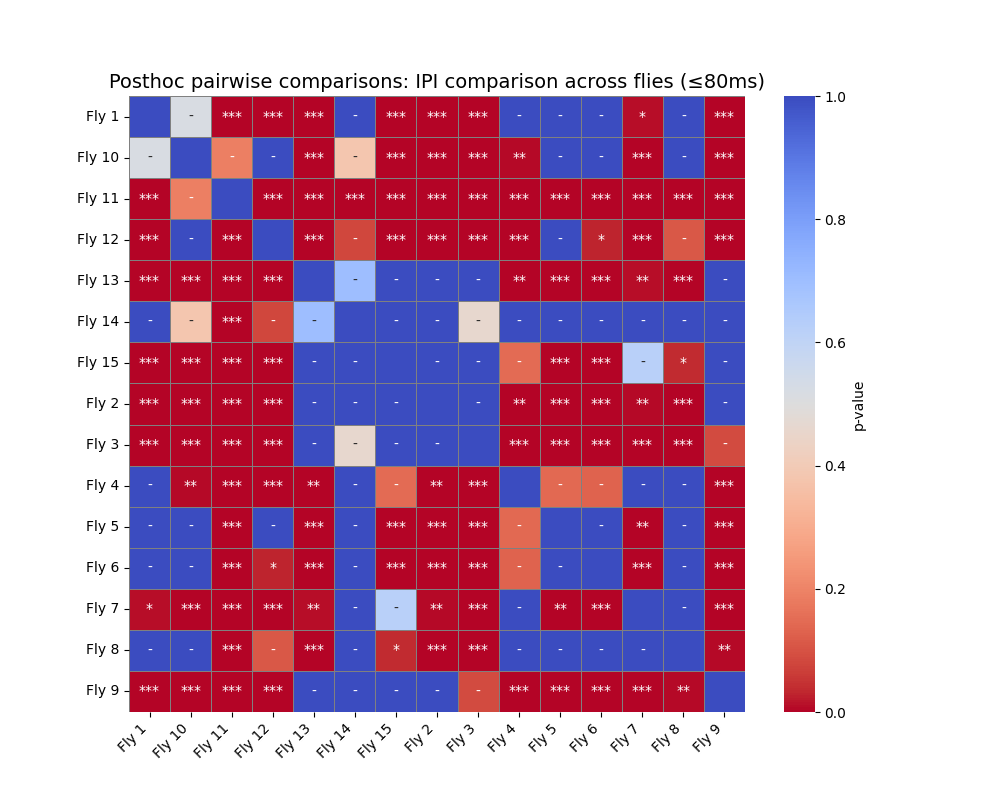 Posthoc pairwise comparisons: IPI comparison across flies (≤80ms)
Fly 1 - *** *** *** - *** *** *** - - - * - ***
Fly 10 - - - *** - *** *** *** ** - - *** - ***
Fly 11 *** - *** *** *** *** *** *** *** *** *** *** *** ***
Fly 12 *** - *** *** - *** *** *** *** - * *** - ***
Fly 13 *** *** *** *** - - - - ** *** *** ** *** -
Fly 14 - - *** - - - - - - - - - - -
Fly 15 *** *** *** *** - - - - - *** *** - * -
Fly 2 *** *** *** *** - - - - ** *** *** ** *** -
Fly 3 *** *** *** *** - - - - *** *** *** *** *** -
Fly 4 - ** *** *** ** - - ** *** - - - - ***
Fly 5 - - *** - *** - *** *** *** - - ** - ***
Fly 6 - - *** * *** - *** *** *** - - *** - ***
Fly 7 * *** *** *** ** - - ** *** - ** *** - ***
Fly 8 - - *** - *** - * *** *** - - - - **
Fly 9 *** *** *** *** - - - - - *** *** *** *** **
Fly 1 Fly 10 Fly 11 Fly 12 Fly 13 Fly 14 Fly 15 Fly 2 Fly 3 Fly 4 Fly 5 Fly 6 Fly 7 Fly 8 Fly 9
1.0
0.8
0.6
0.4
0.2
0.0
p-value